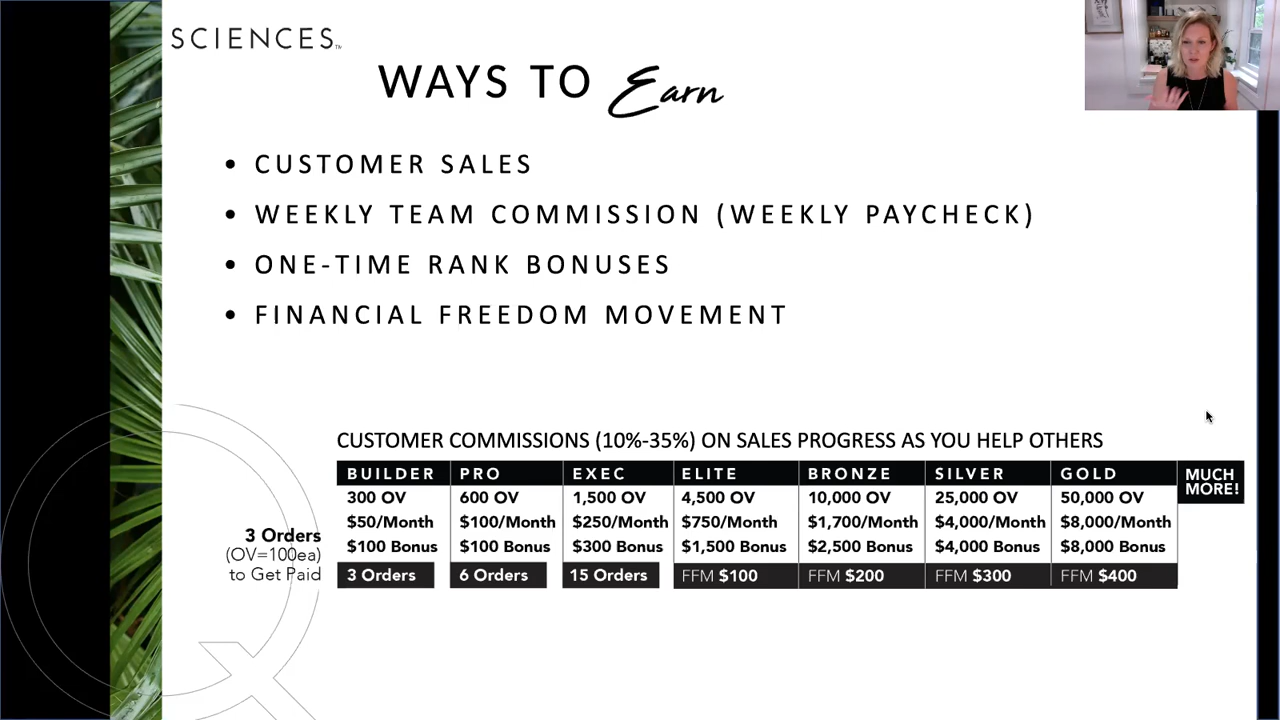 SCIENCES™
WAYS TO Earn
• CUSTOMER SALES
• WEEKLY TEAM COMMISSION (WEEKLY PAYCHECK)
• ONE-TIME RANK BONUSES
• FINANCIAL FREEDOM MOVEMENT
CUSTOMER COMMISSIONS (10%-35%) ON SALES PROGRESS AS YOU HELP OTHERS
BUILDER PRO EXEC ELITE BRONZE SILVER GOLD MUCH MORE!
300 OV 600 OV 1,500 OV 4,500 OV 10,000 OV 25,000 OV 50,000 OV
$50/Month $100/Month $250/Month $750/Month $1,700/Month $4,000/Month $8,000/Month
$100 Bonus $100 Bonus $300 Bonus $1,500 Bonus $2,500 Bonus $4,000 Bonus $8,000 Bonus
3 Orders 6 Orders 15 Orders FFM $100 FFM $200 FFM $300 FFM $400
3 Orders
(OV=100ea)
to Get Paid